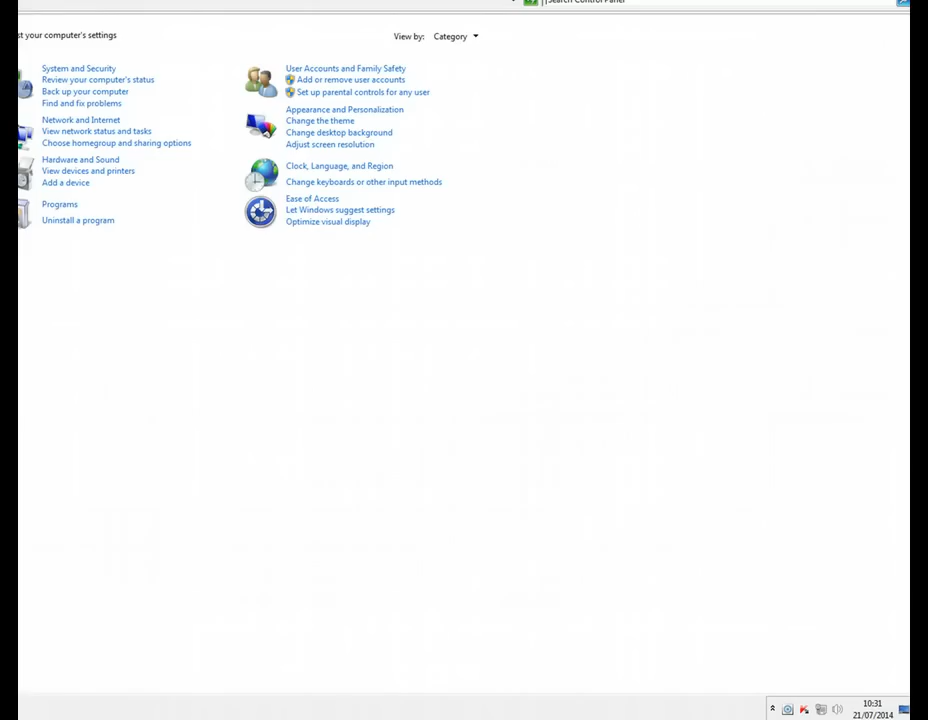 Search Control Panel
st your computer's settings
View by: Category
System and Security
Review your computer's status
Back up your computer
Find and fix problems
Network and Internet
View network status and tasks
Choose homegroup and sharing options
Hardware and Sound
View devices and printers
Add a device
Programs
Uninstall a program
User Accounts and Family Safety
Add or remove user accounts
Set up parental controls for any user
Appearance and Personalization
Change the theme
Change desktop background
Adjust screen resolution
Clock, Language, and Region
Change keyboards or other input methods
Ease of Access
Let Windows suggest settings
Optimize visual display
10:31
21/07/2014